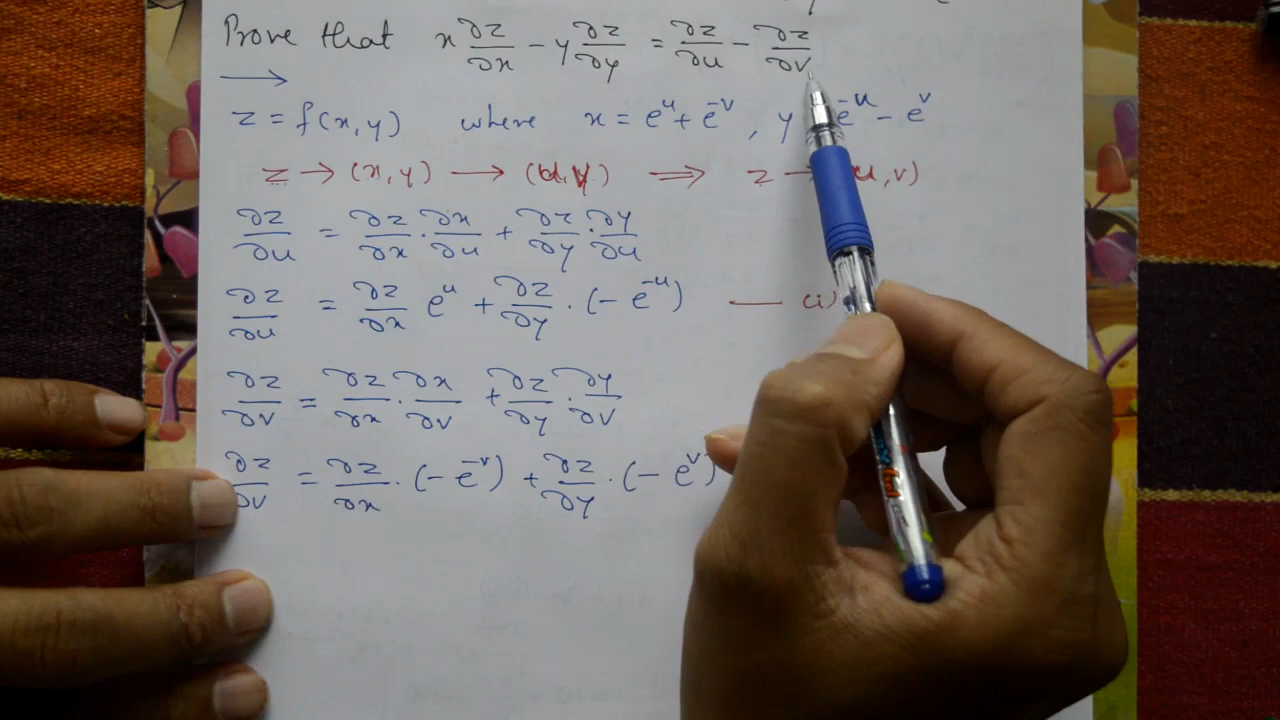 Prove that x ∂z/∂x - y ∂z/∂y = ∂z/∂u - ∂z/∂v
z = f(x,y) where x = e^u + e^-v , y e^-u - e^v
z → (x,y) → (u,v) ⇒ z → u,v)
∂z/∂u = ∂z/∂x · ∂x/∂u + ∂z/∂y · ∂y/∂u
∂z/∂u = ∂z/∂x e^u + ∂z/∂y · (- e^-u) — (i)
∂z/∂v = ∂z/∂x · ∂x/∂v + ∂z/∂y · ∂y/∂v
∂z/∂v = ∂z/∂x · (- e^-v) + ∂z/∂y · (- e^v)